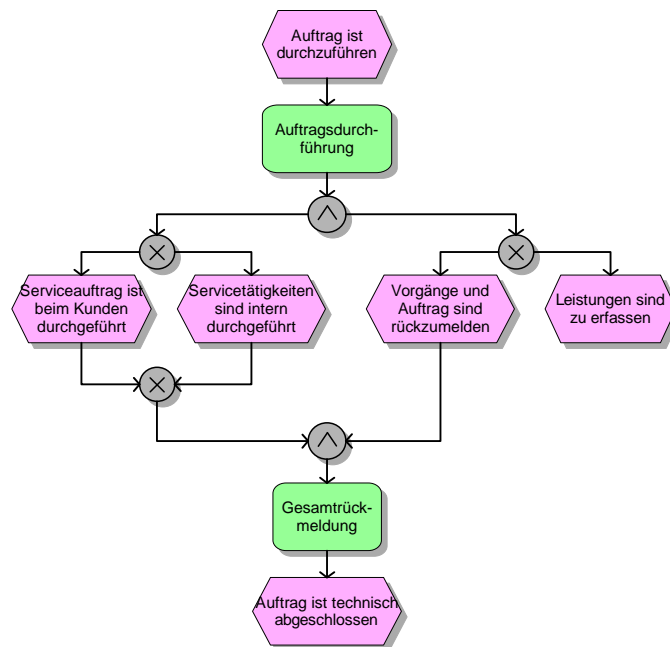 Auftrag ist
durchzuführen
Auftragsdurch-
führung
Serviceauftrag ist
beim Kunden
durchgeführt
Servicetätigkeiten
sind intern
durchgeführt
Vorgänge und
Auftrag sind
rückzumelden
Leistungen sind
zu erfassen
Gesamtrück-
meldung
Auftrag ist technisch
abgeschlossen